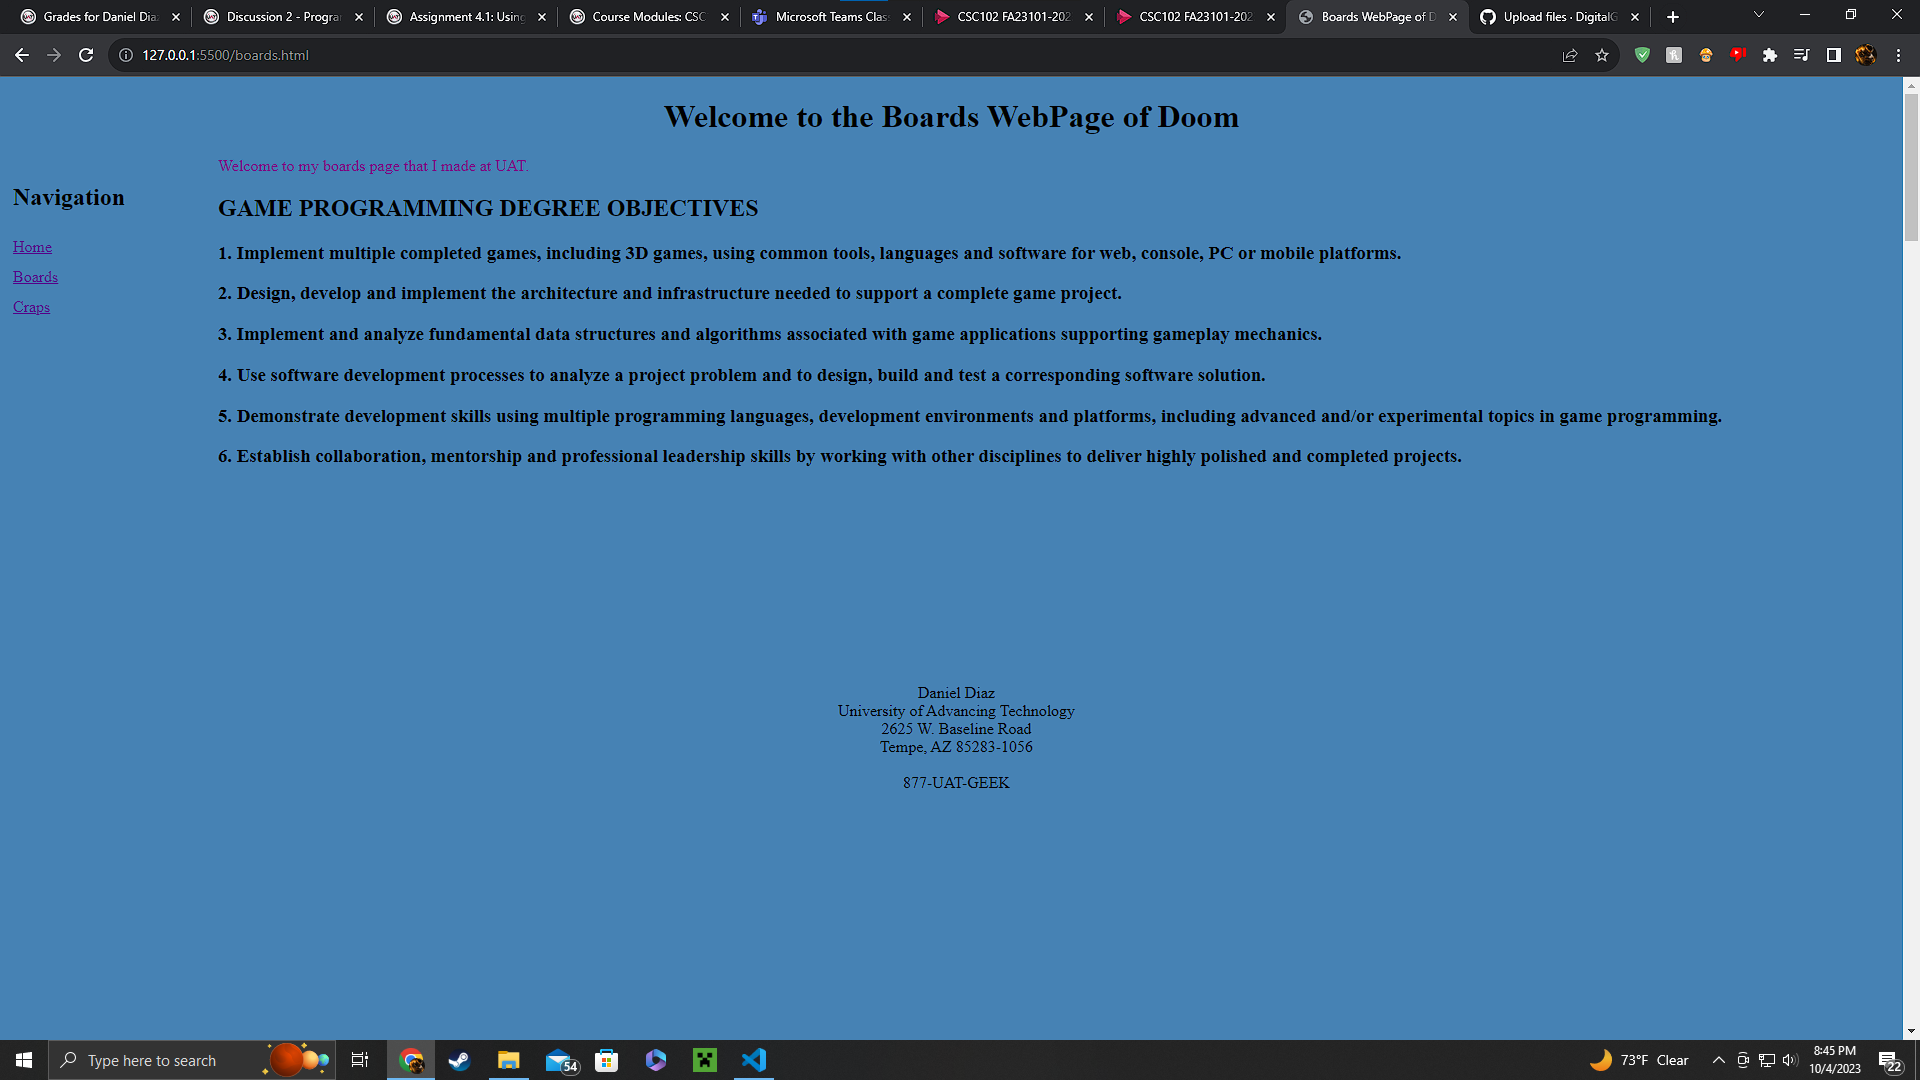 Grades for Daniel Dia
Discussion 2 - Progra
Assignment 4.1: Using
Course Modules: CSC
Microsoft Teams Clas
CSC102 FA23101-202
CSC102 FA23101-202
Boards WebPage of D
Upload files · DigitalG
127.0.0.1:5500/boards.html
Welcome to the Boards WebPage of Doom
Welcome to my boards page that I made at UAT.
Navigation
Home
Boards
Craps
GAME PROGRAMMING DEGREE OBJECTIVES
1. Implement multiple completed games, including 3D games, using common tools, languages and software for web, console, PC or mobile platforms.
2. Design, develop and implement the architecture and infrastructure needed to support a complete game project.
3. Implement and analyze fundamental data structures and algorithms associated with game applications supporting gameplay mechanics.
4. Use software development processes to analyze a project problem and to design, build and test a corresponding software solution.
5. Demonstrate development skills using multiple programming languages, development environments and platforms, including advanced and/or experimental topics in game programming.
6. Establish collaboration, mentorship and professional leadership skills by working with other disciplines to deliver highly polished and completed projects.
Daniel Diaz
University of Advancing Technology
2625 W. Baseline Road
Tempe, AZ 85283-1056
877-UAT-GEEK
Type here to search
54
73°F Clear
8:45 PM
10/4/2023
22